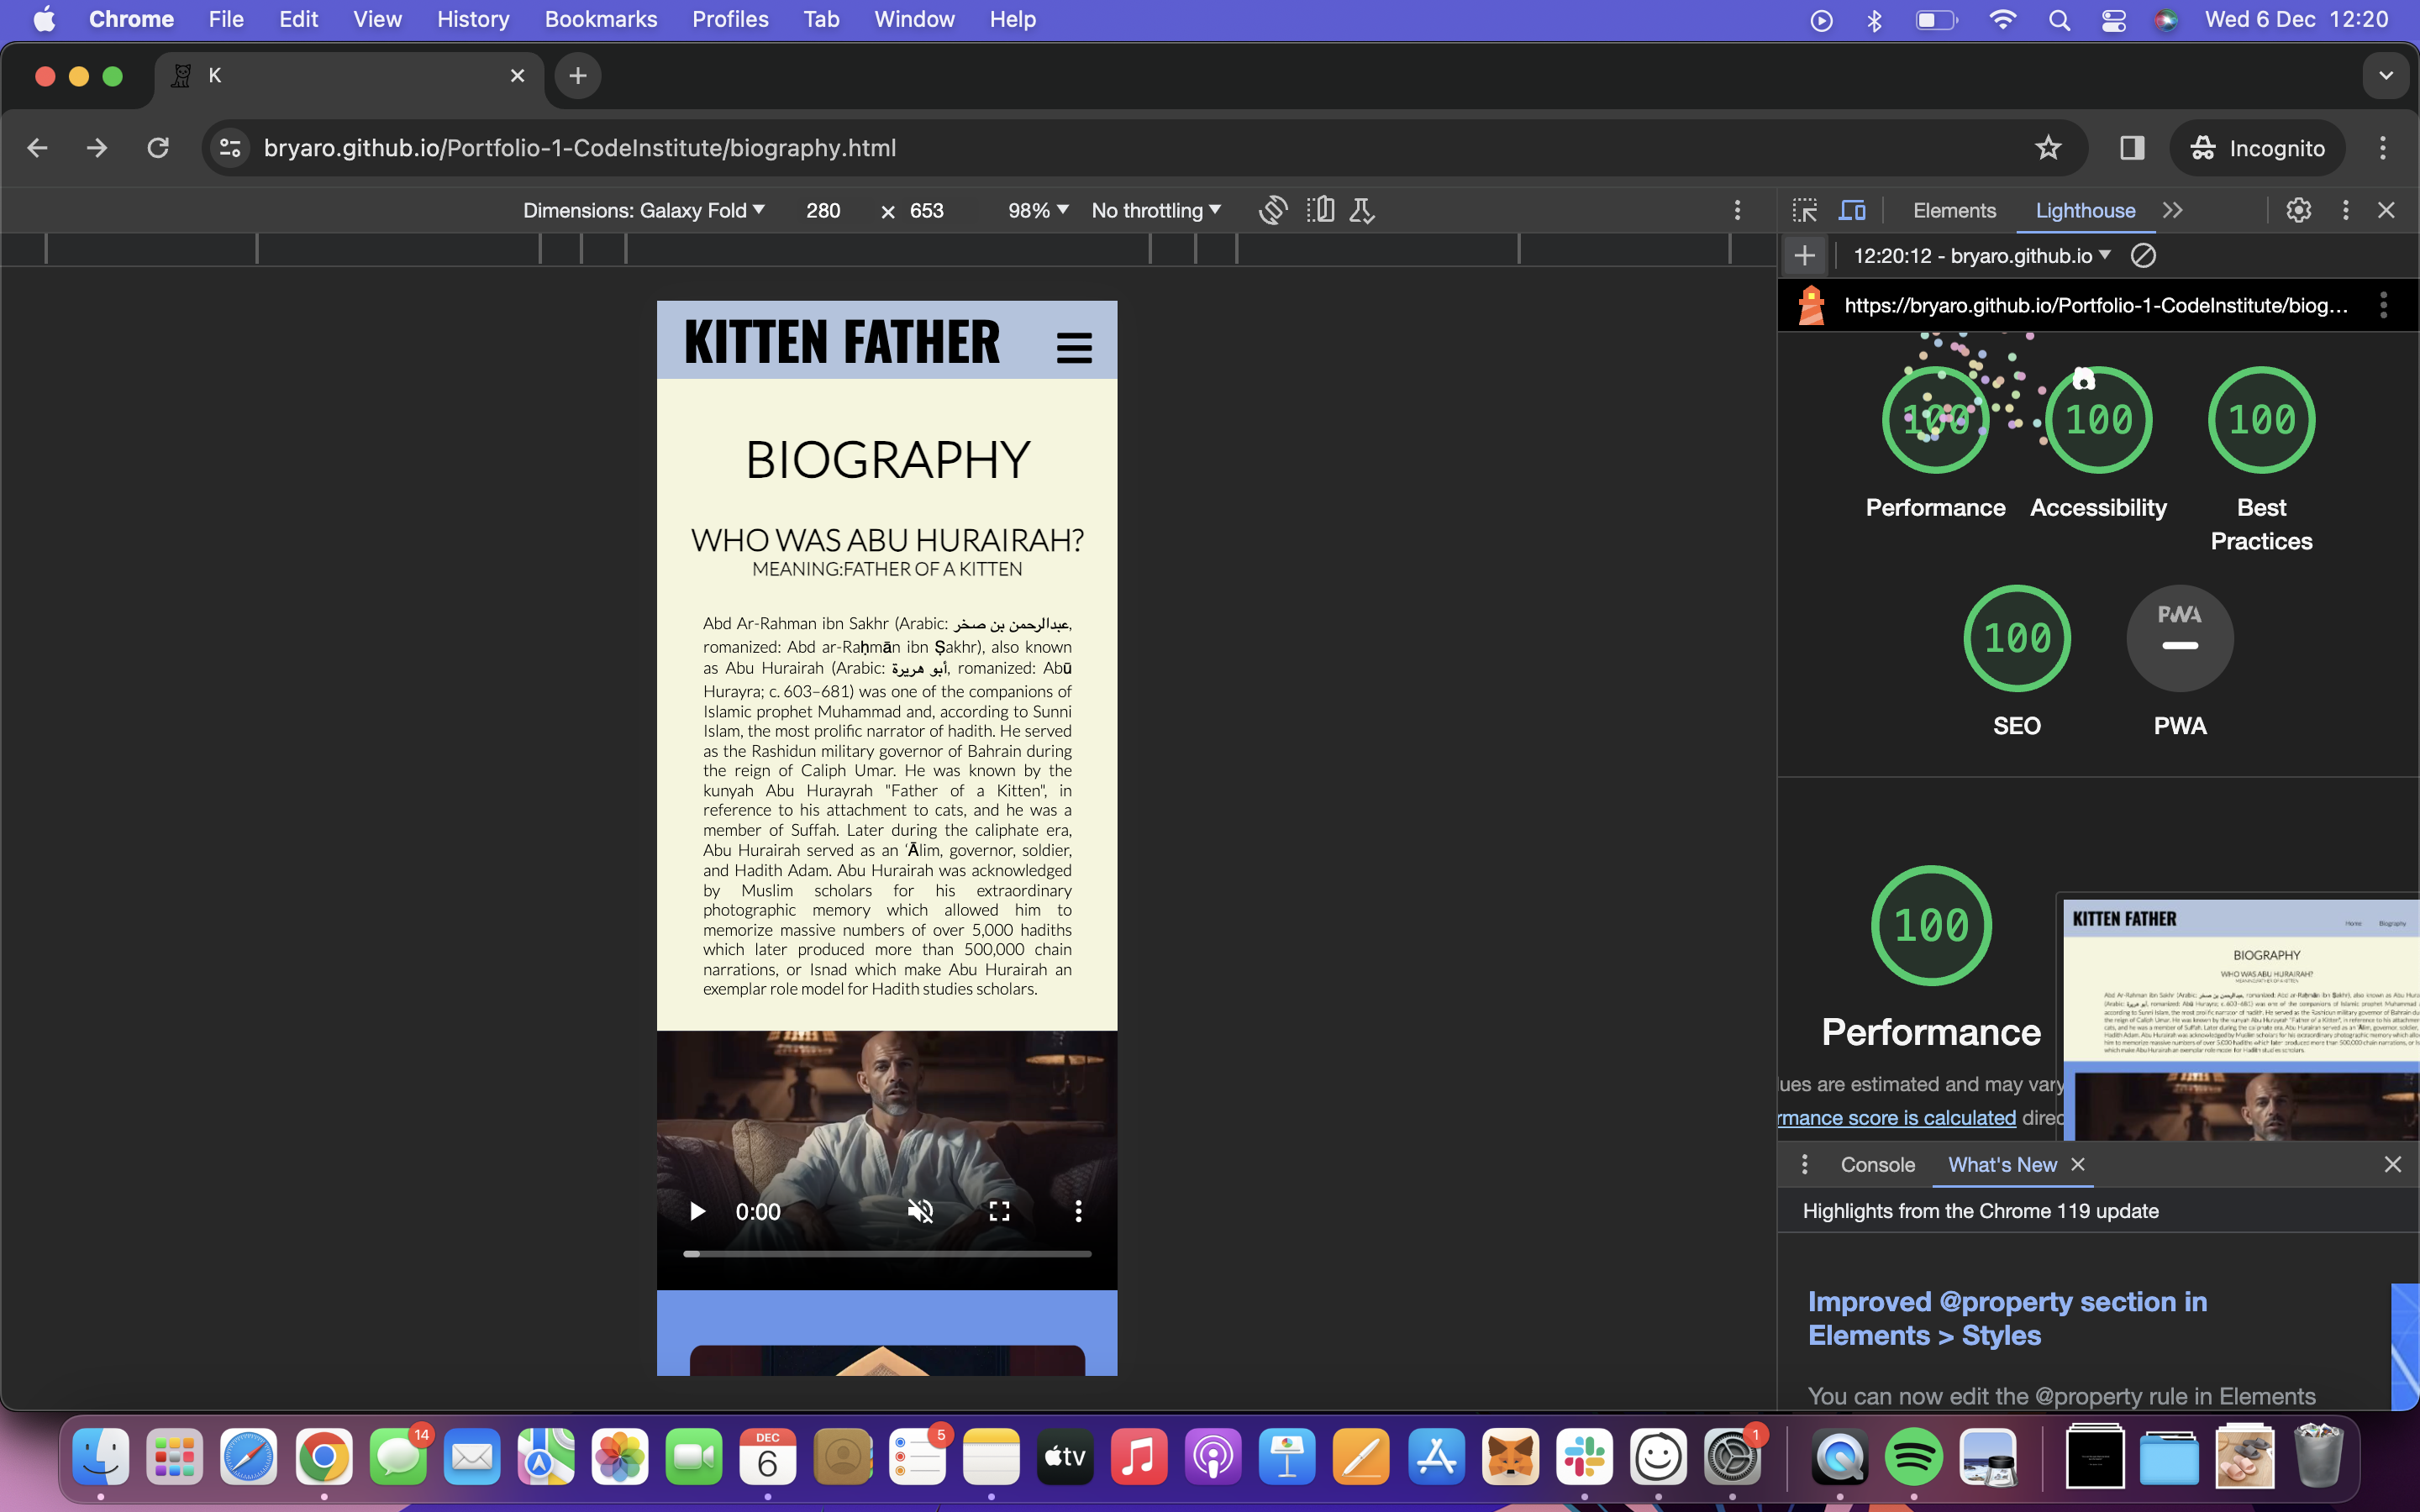 Chrome File Edit View History Bookmarks Profiles Tab Window Help Wed 6 Dec 12:20
K
bryaro.github.io/Portfolio-1-CodeInstitute/biography.html Incognito
Dimensions: Galaxy Fold 280 × 653 98% No throttling
Elements Lighthouse
12:20:12 - bryaro.github.io
https://bryaro.github.io/Portfolio-1-CodeInstitute/biog...
KITTEN FATHER
BIOGRAPHY
WHO WAS ABU HURAIRAH?
MEANING:FATHER OF A KITTEN
Abd Ar-Rahman ibn Sakhr (Arabic: عبدالرحمن بن صخر,
romanized: Abd ar-Raḥmān ibn Ṣakhr), also known
as Abu Hurairah (Arabic: أبو هريرة, romanized: Abū
Hurayra; c. 603–681) was one of the companions of
Islamic prophet Muhammad and, according to Sunni
Islam, the most prolific narrator of hadith. He served
as the Rashidun military governor of Bahrain during
the reign of Caliph Umar. He was known by the
kunyah Abu Hurayrah "Father of a Kitten", in
reference to his attachment to cats, and he was a
member of Suffah. Later during the caliphate era,
Abu Hurairah served as an ʿĀlim, governor, soldier,
and Hadith Adam. Abu Hurairah was acknowledged
by Muslim scholars for his extraordinary
photographic memory which allowed him to
memorize massive numbers of over 5,000 hadiths
which later produced more than 500,000 chain
narrations, or Isnad which make Abu Hurairah an
exemplar role model for Hadith studies scholars.
0:00
100 100 100
Performance Accessibility Best
Practices
100 PWA
SEO PWA
100
Performance
lues are estimated and may vary
rmance score is calculated direc
KITTEN FATHER Home Biography
BIOGRAPHY
WHO WAS ABU HURAIRAH?
Console What's New
Highlights from the Chrome 119 update
Improved @property section in
Elements > Styles
You can now edit the @property rule in Elements
14
DEC
6
5
tv
1